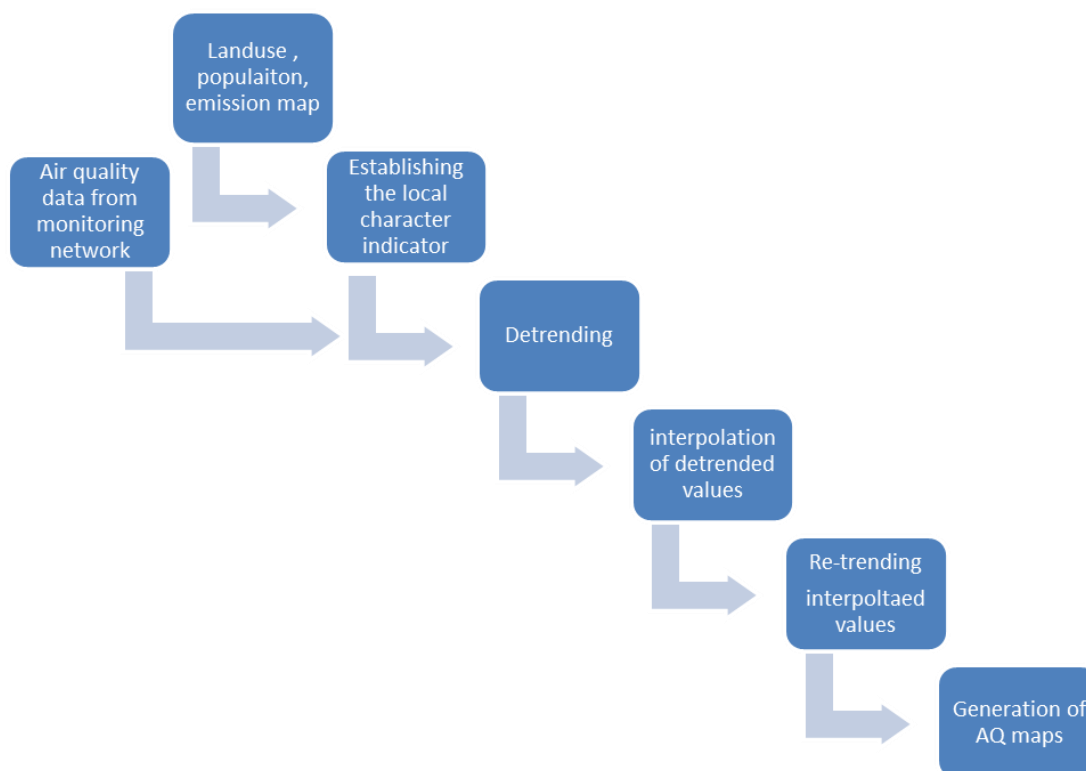 Landuse ,
populaiton,
emission map
Air quality
data from
monitoring
network
Establishing
the local
character
indicator
Detrending
interpolation
of detrended
values
Re-trending
interpoltaed
values
Generation of
AQ maps